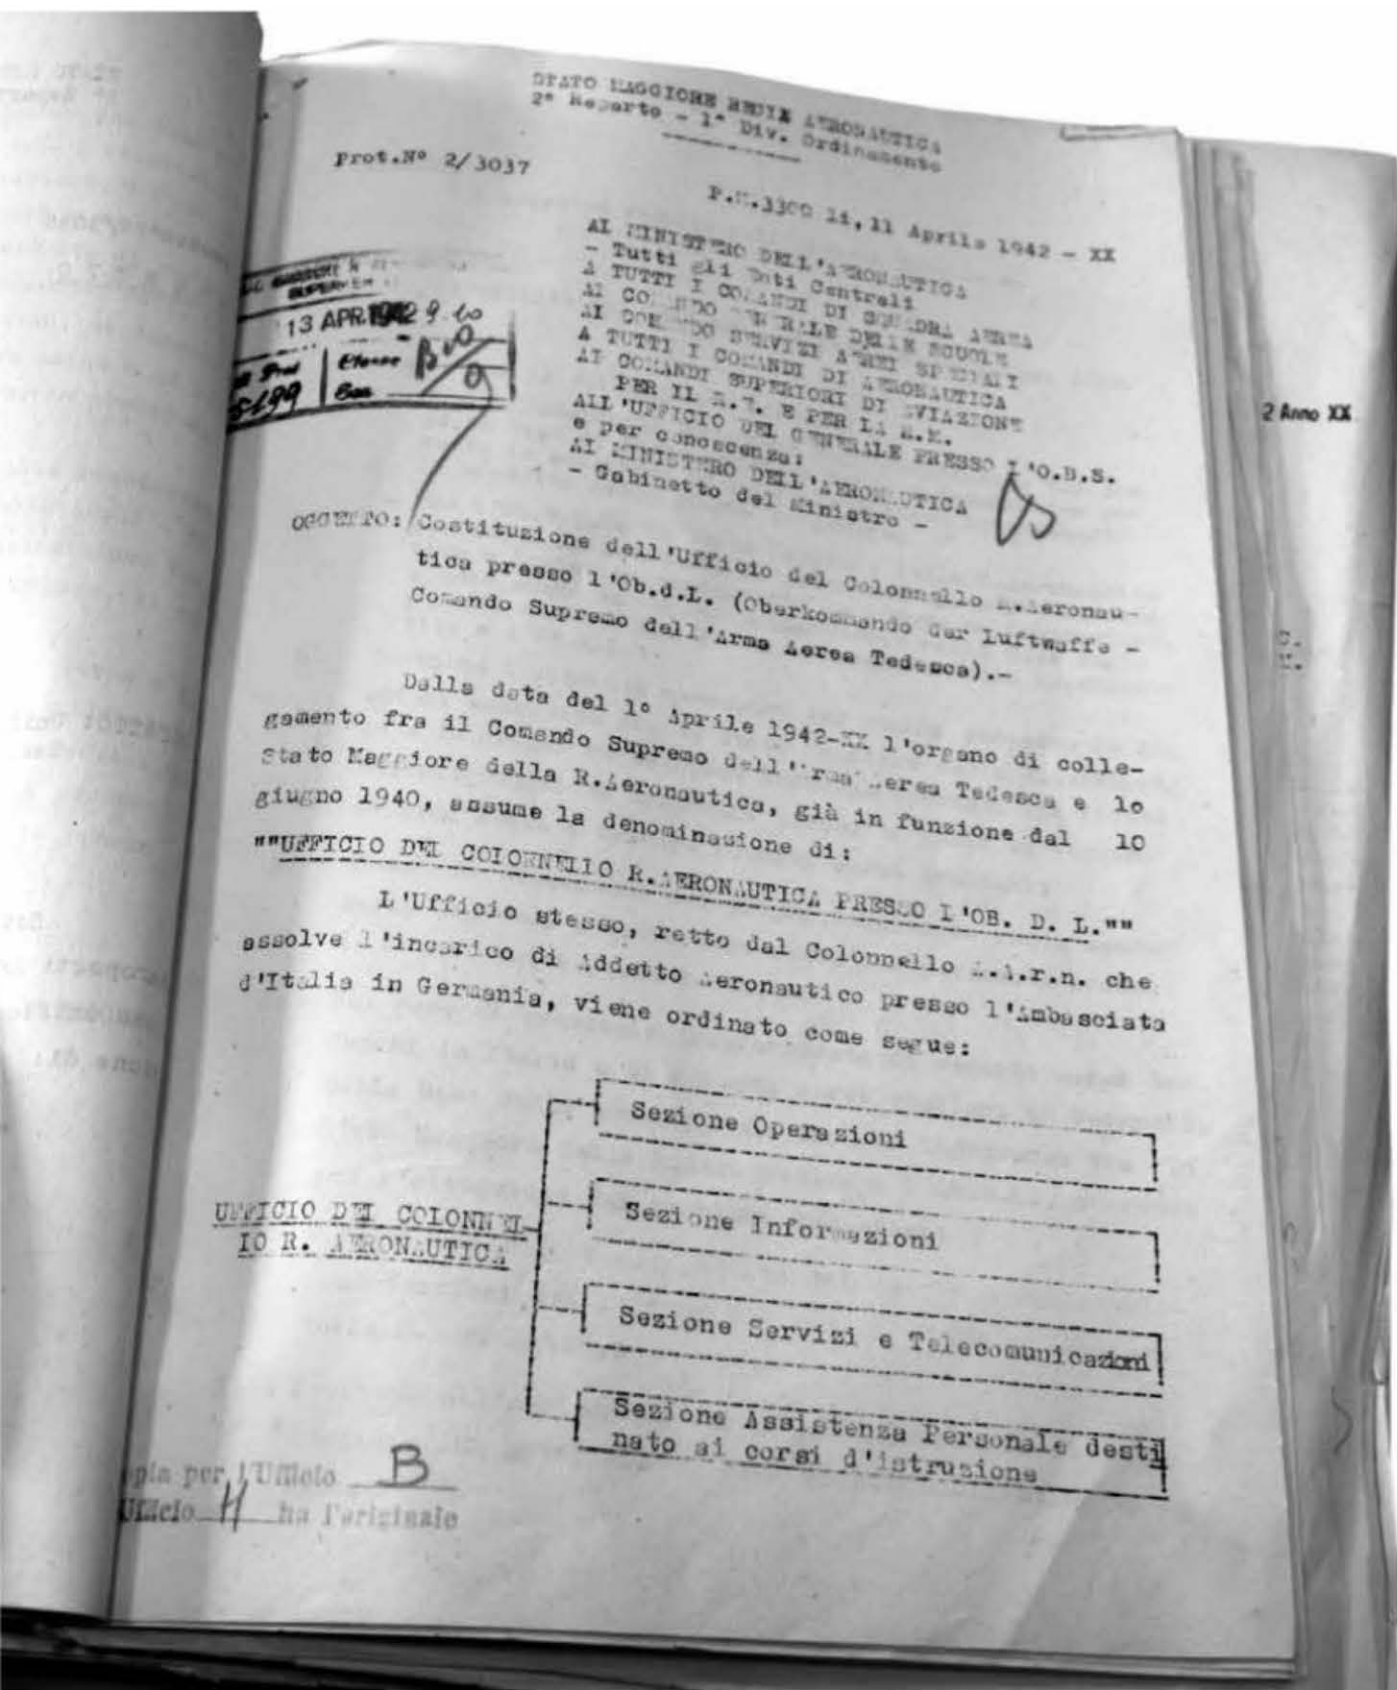 STATO MAGGIORE REGIA AERONAUTICA
2° Reparto - 1^ Div. Ordinamento
Prot.N° 2/3037
P.M.3300 li, 11 Aprile 1942 - XX
AL MINISTERO DELL'AERONAUTICA
- Tutti gli Enti Centrali
A TUTTI I COMANDI DI SQUADRA AEREA
AL COMANDO GENERALE DELLE SCUOLE
AI COMANDO SERVIZI AEREI SPECIALI
A TUTTI I COMANDI DI AERONAUTICA
AI COMANDI SUPERIORI DI AVIAZIONE
PER IL R.E. E PER LA R.M.
ALL'UFFICIO DEL GENERALE PRESSO L'O.B.S.
e per conoscenza:
AL MINISTERO DELL'AERONAUTICA
- Gabinetto del Ministro -
13 APR.1942 9.10
5199
2 Anno XX
OGGETTO: Costituzione dell'Ufficio del Colonnello R.Aeronau-
tica presso l'Ob.d.L. (Oberkommando der Luftwaffe -
Comando Supremo dell'Arma Aerea Tedesca).-
Dalla data del 1° Aprile 1942-XX l'organo di colle-
gamento fra il Comando Supremo dell'Arma Aerea Tedesca e lo
Stato Maggiore della R.Aeronautica, già in funzione dal 10
giugno 1940, assume la denominazione di:
""UFFICIO DEL COLONNELLO R.AERONAUTICA PRESSO L'OB. D. L.""
L'Ufficio stesso, retto dal Colonnello A.A.r.n. che
assolve l'incarico di Addetto Aeronautico presso l'Ambasciata
d'Italia in Germania, viene ordinato come segue:
Sezione Operazioni
Sezione Informazioni
UFFICIO DEL COLONNEL
LO R. AERONAUTICA
Sezione Servizi e Telecomunicazioni
Sezione Assistenza Personale desti
nato ai corsi d'istruzione
opia per l'Ufficio B
Ufficio H ha l'originale